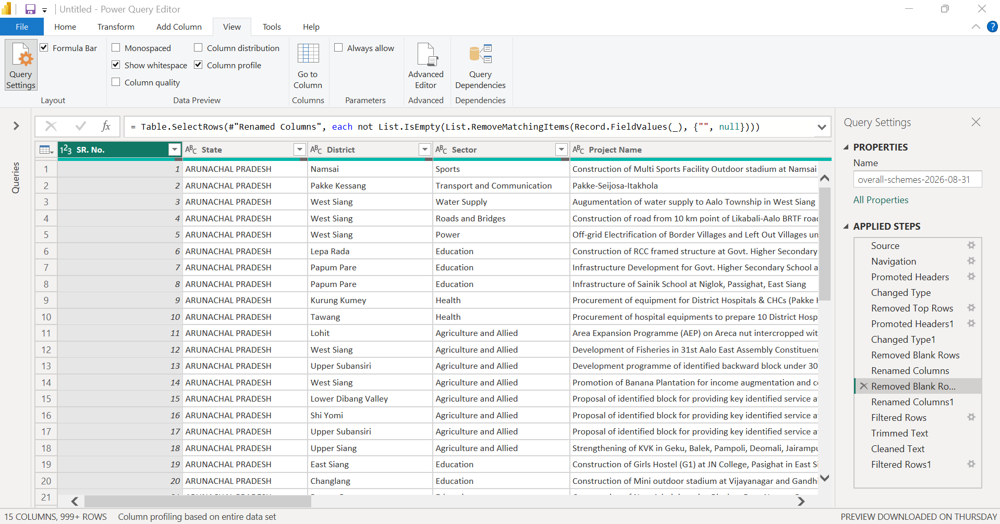 Untitled - Power Query Editor
File Home Transform Add Column View Tools Help
Query Settings
Formula Bar
Layout
Monospaced
Show whitespace
Column quality
Column distribution
Column profile
Data Preview
Go to Column
Columns
Always allow
Parameters
Advanced Editor
Advanced
Query Dependencies
Dependencies
Queries
fx = Table.SelectRows(#"Renamed Columns", each not List.IsEmpty(List.RemoveMatchingItems(Record.FieldValues(_), {"", null})))
123 SR. No. ABC State ABC District ABC Sector ABC Project Name
1 1 ARUNACHAL PRADESH Namsai Sports Construction of Multi Sports Facility Outdoor stadium at Namsai
2 2 ARUNACHAL PRADESH Pakke Kessang Transport and Communication Pakke-Seijosa-Itakhola
3 3 ARUNACHAL PRADESH West Siang Water Supply Augumentation of water supply to Aalo Township in West Siang
4 4 ARUNACHAL PRADESH West Siang Roads and Bridges Construction of road from 10 km point of Likabali-Aalo BRTF
5 5 ARUNACHAL PRADESH West Siang Power Off-grid Electrification of Border Villages and Left Out Villages
6 6 ARUNACHAL PRADESH Lepa Rada Education Construction of RCC framed structure at Govt. Higher Secondary
7 7 ARUNACHAL PRADESH Papum Pare Education Infrastructure Development for Govt. Higher Secondary School
8 8 ARUNACHAL PRADESH Papum Pare Education Infrastructure of Sainik School at Niglok, Passighat, East Siang
9 9 ARUNACHAL PRADESH Kurung Kumey Health Procurement of equipment for District Hospitals & CHCs (Pakke
10 10 ARUNACHAL PRADESH Tawang Health Procurement of hospital equipments to prepare 10 District
11 11 ARUNACHAL PRADESH Lohit Agriculture and Allied Area Expansion Programme (AEP) on Areca nut intercropped
12 12 ARUNACHAL PRADESH West Siang Agriculture and Allied Development of Fisheries in 31st Aalo East Assembly
13 13 ARUNACHAL PRADESH Upper Subansiri Agriculture and Allied Development programme of identified backward block under
14 14 ARUNACHAL PRADESH West Siang Agriculture and Allied Promotion of Banana Plantation for income augmentation and
15 15 ARUNACHAL PRADESH Lower Dibang Valley Agriculture and Allied Proposal of identified block for providing key identified service
16 16 ARUNACHAL PRADESH Shi Yomi Agriculture and Allied Proposal of identified block for providing key identified service
17 17 ARUNACHAL PRADESH Upper Subansiri Agriculture and Allied Proposal of identified block for providing key identified service
18 18 ARUNACHAL PRADESH Upper Siang Agriculture and Allied Strengthening of KVK in Geku, Balek, Pampoli, Deomali,
19 19 ARUNACHAL PRADESH East Siang Education Construction of Girls Hostel (G1) at JN College, Pasighat in East
20 20 ARUNACHAL PRADESH Changlang Education Construction of Mini outdoor stadium at Vijayanagar and
21
Query Settings
PROPERTIES
Name
overall-schemes-2026-08-31
All Properties
APPLIED STEPS
Source
Navigation
Promoted Headers
Changed Type
Removed Top Rows
Promoted Headers1
Changed Type1
Removed Blank Rows
Renamed Columns
Removed Blank Ro...
Renamed Columns1
Filtered Rows
Trimmed Text
Cleaned Text
Filtered Rows1
15 COLUMNS, 999+ ROWS Column profiling based on entire data set PREVIEW DOWNLOADED ON THURSDAY